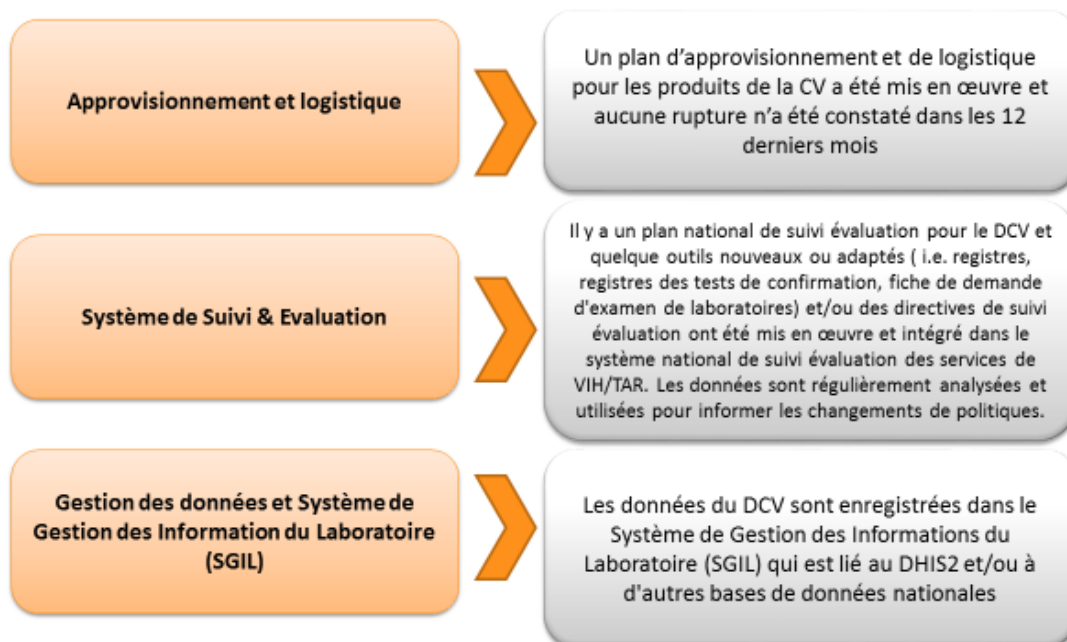 Approvisionnement et logistique
Un plan d’approvisionnement et de logistique
pour les produits de la CV a été mis en œuvre et
aucune rupture n’a été constaté dans les 12
derniers mois
Système de Suivi & Evaluation
Il y a un plan national de suivi évaluation pour le DCV et
quelque outils nouveaux ou adaptés ( i.e. registres,
registres des tests de confirmation, fiche de demande
d'examen de laboratoires) et/ou des directives de suivi
évaluation ont été mis en œuvre et intégré dans le
système national de suivi évaluation des services de
VIH/TAR. Les données sont régulièrement analysées et
utilisées pour informer les changements de politiques.
Gestion des données et Système de
Gestion des Information du Laboratoire
(SGIL)
Les données du DCV sont enregistrées dans le
Système de Gestion des Informations du
Laboratoire (SGIL) qui est lié au DHIS2 et/ou à
d'autres bases de données nationales